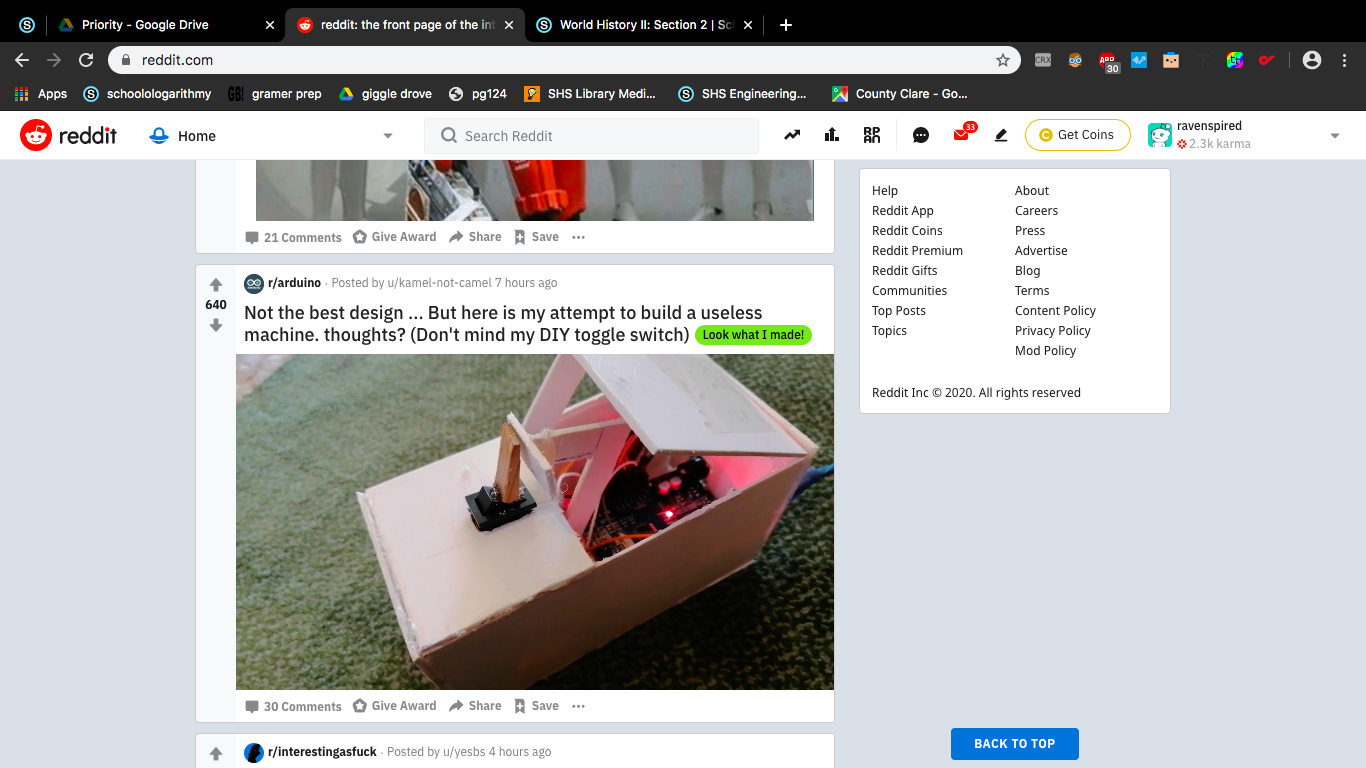 Priority - Google Drive
reddit: the front page of the int
World History II: Section 2 | Sc
reddit.com
CRX
ABP
30
Apps
schoolologarithmy
GB!
gramer prep
giggle drove
pg124
SHS Library Medi...
SHS Engineering...
County Clare - Go...
reddit
Home
Search Reddit
33
Get Coins
ravenspired
2.3k karma
21 Comments
Give Award
Share
Save
r/arduino · Posted by u/kamel-not-camel 7 hours ago
640
Not the best design ... But here is my attempt to build a useless
machine. thoughts? (Don't mind my DIY toggle switch) Look what I made!
30 Comments
Give Award
Share
Save
r/interestingasfuck · Posted by u/yesbs 4 hours ago
Help
About
Reddit App
Careers
Reddit Coins
Press
Reddit Premium
Advertise
Reddit Gifts
Blog
Communities
Terms
Top Posts
Content Policy
Topics
Privacy Policy
Mod Policy
Reddit Inc © 2020. All rights reserved
BACK TO TOP